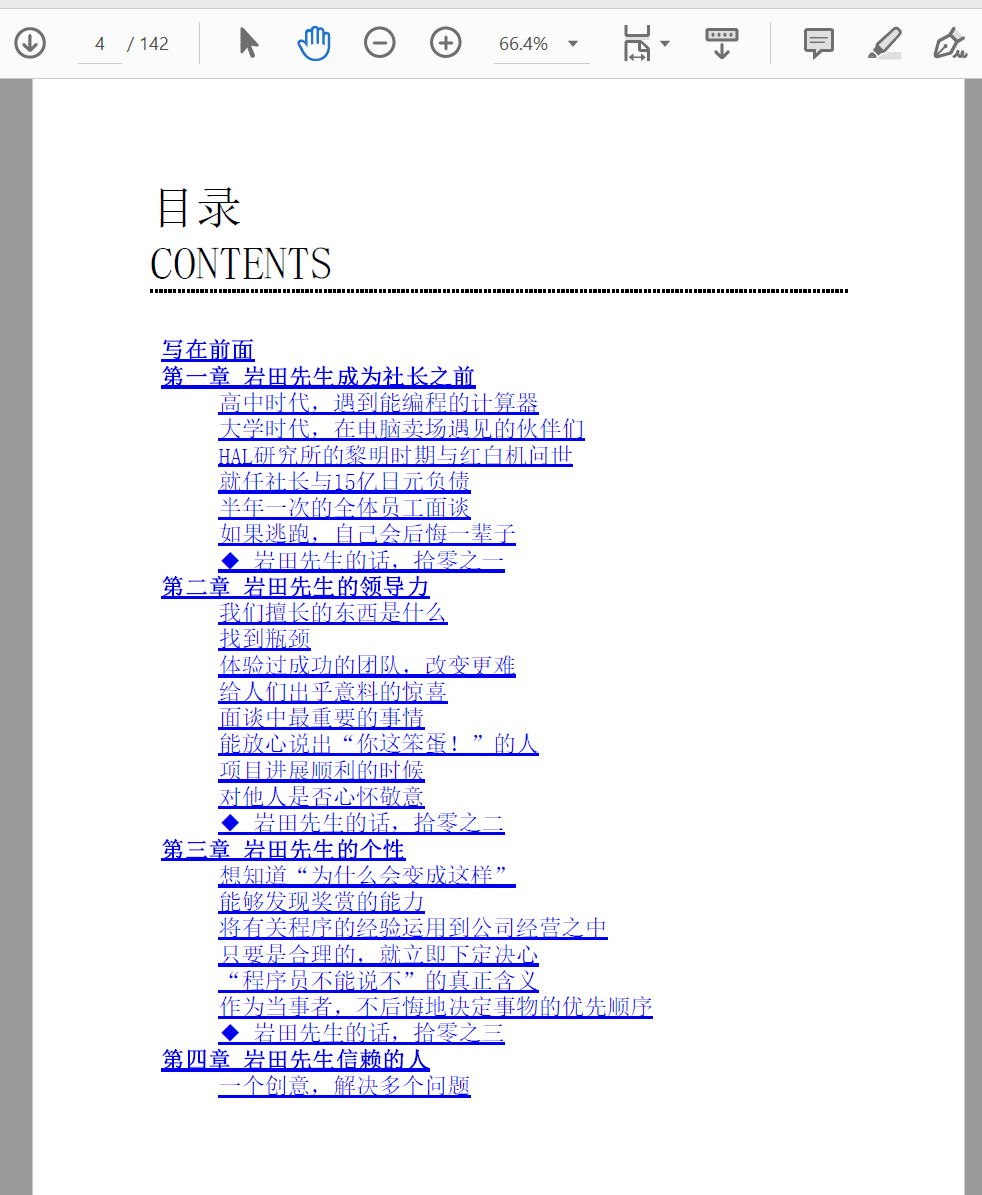 4 / 142 66.4%
目录
CONTENTS
写在前面
第一章 岩田先生成为社长之前
高中时代，遇到能编程的计算器
大学时代，在电脑卖场遇见的伙伴们
HAL研究所的黎明时期与红白机问世
就任社长与15亿日元负债
半年一次的全体员工面谈
如果逃跑，自己会后悔一辈子
◆ 岩田先生的话，拾零之一
第二章 岩田先生的领导力
我们擅长的东西是什么
找到瓶颈
体验过成功的团队，改变更难
给人们出乎意料的惊喜
面谈中最重要的事情
能放心说出“你这笨蛋！”的人
项目进展顺利的时候
对他人是否心怀敬意
◆ 岩田先生的话，拾零之二
第三章 岩田先生的个性
想知道“为什么会变成这样”
能够发现奖赏的能力
将有关程序的经验运用到公司经营之中
只要是合理的，就立即下定决心
“程序员不能说不”的真正含义
作为当事者，不后悔地决定事物的优先顺序
◆ 岩田先生的话，拾零之三
第四章 岩田先生信赖的人
一个创意，解决多个问题